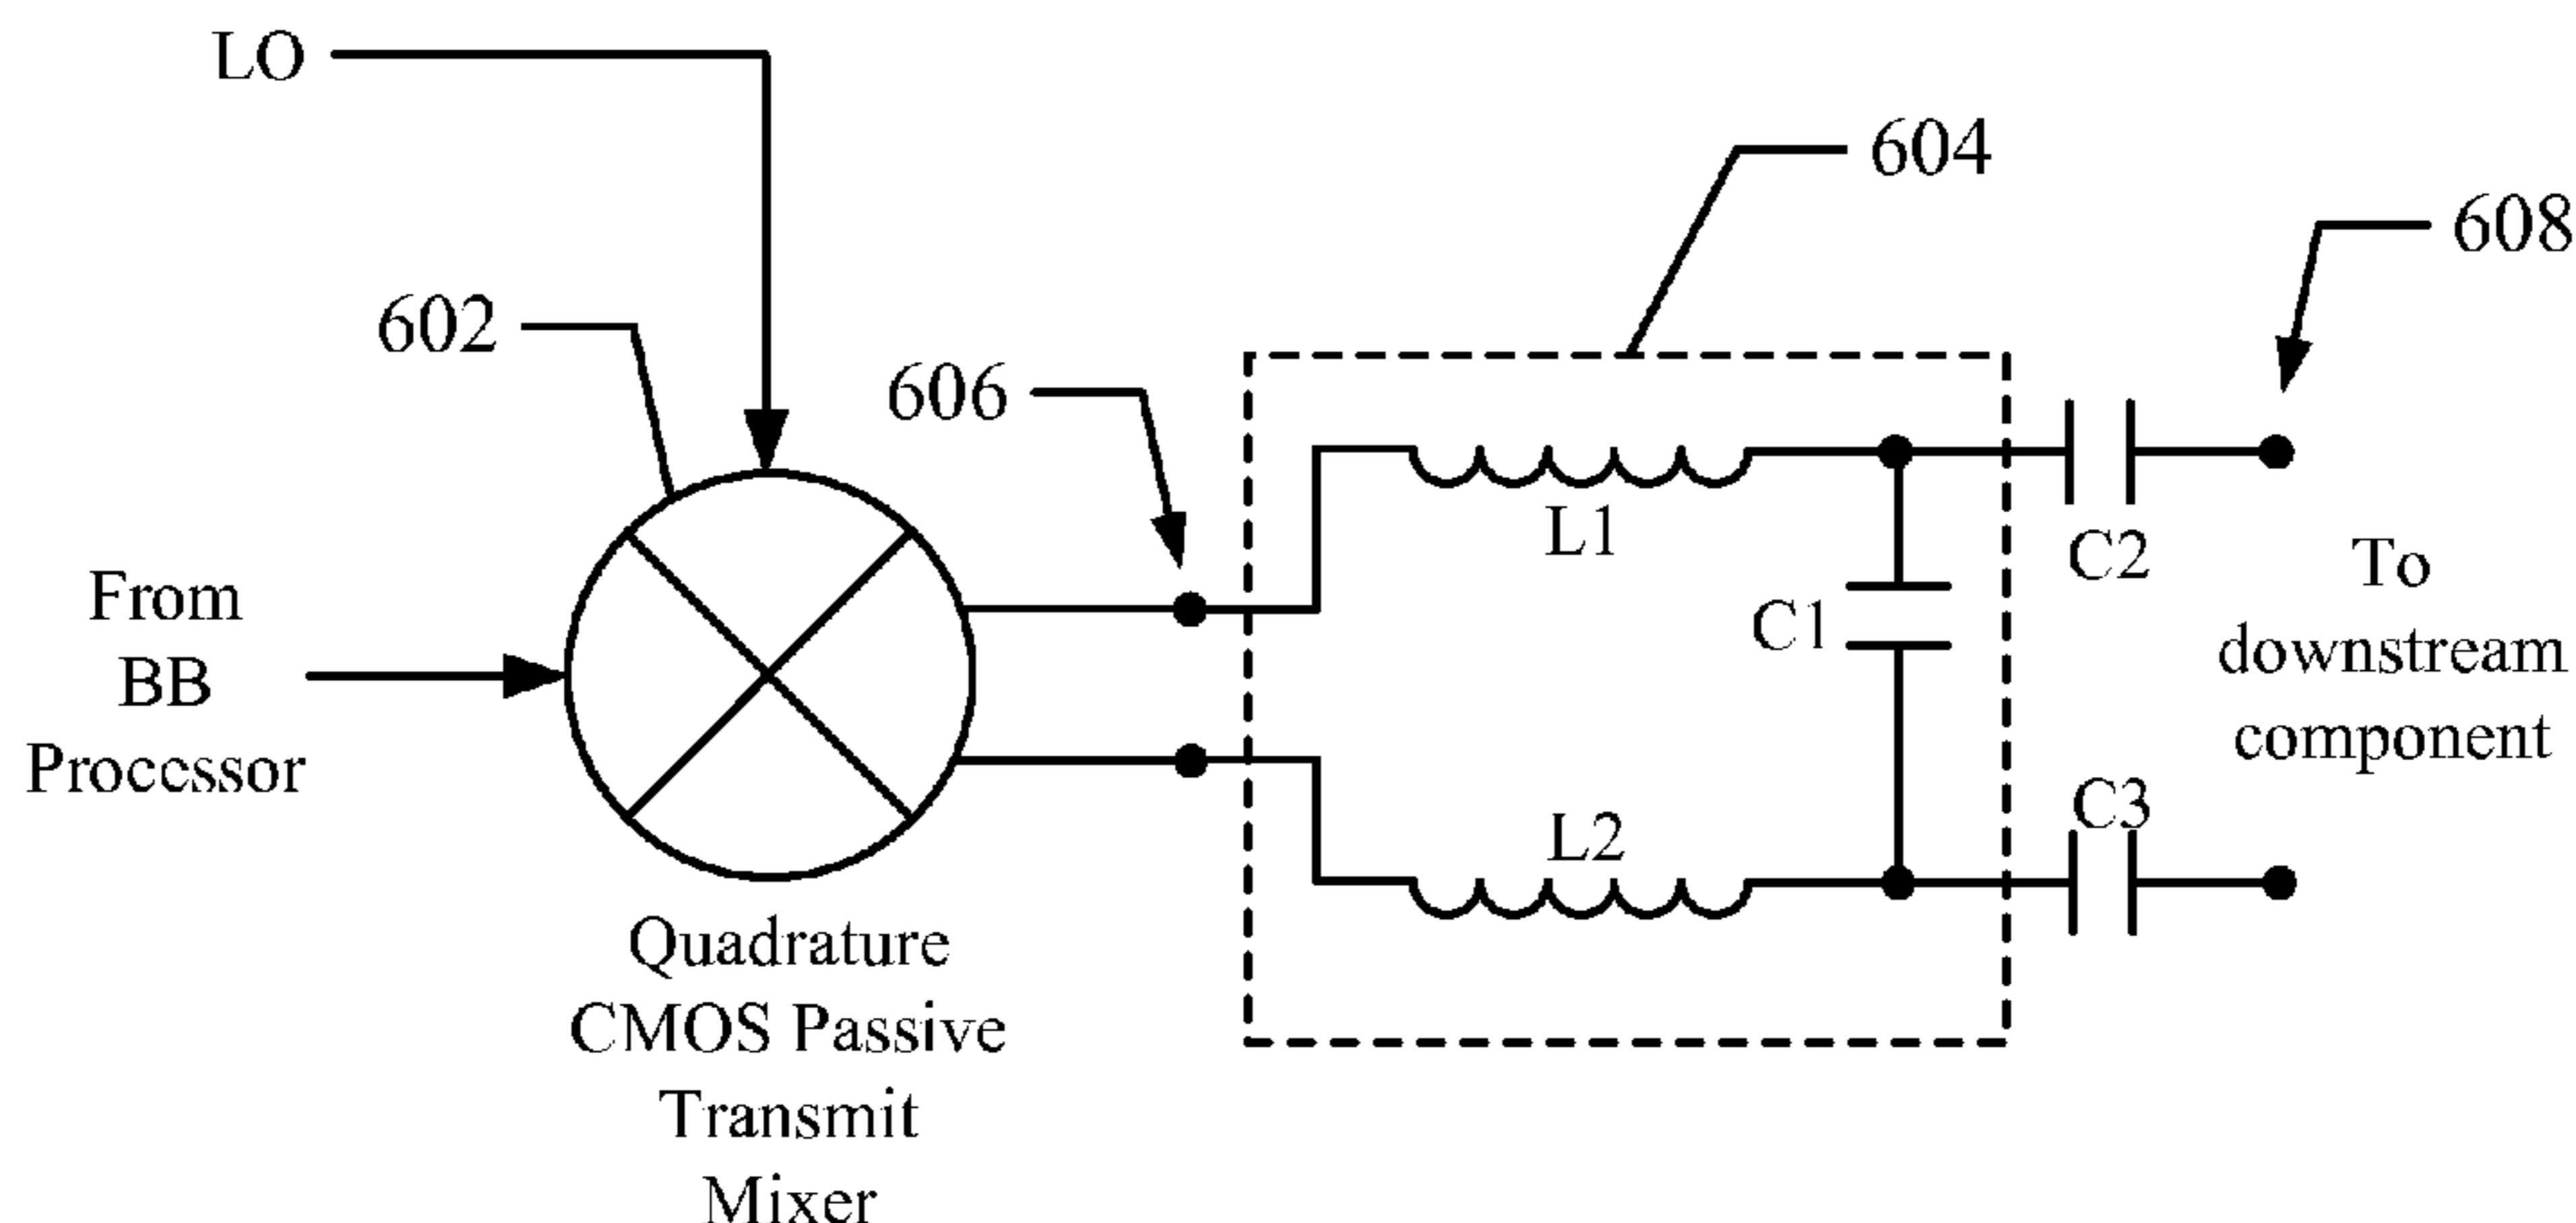 LO
604
608
602
606
L1
C2
C1
To
downstream
component
From
BB
Processor
C3
L2
Quadrature
CMOS Passive
Transmit
Mixer